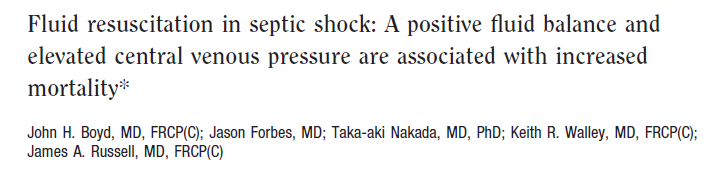 Fluid resuscitation in septic shock: A positive fluid balance and
elevated central venous pressure are associated with increased
mortality*
John H. Boyd, MD, FRCP(C); Jason Forbes, MD; Taka-aki Nakada, MD, PhD; Keith R. Walley, MD, FRCP(C);
James A. Russell, MD, FRCP(C)